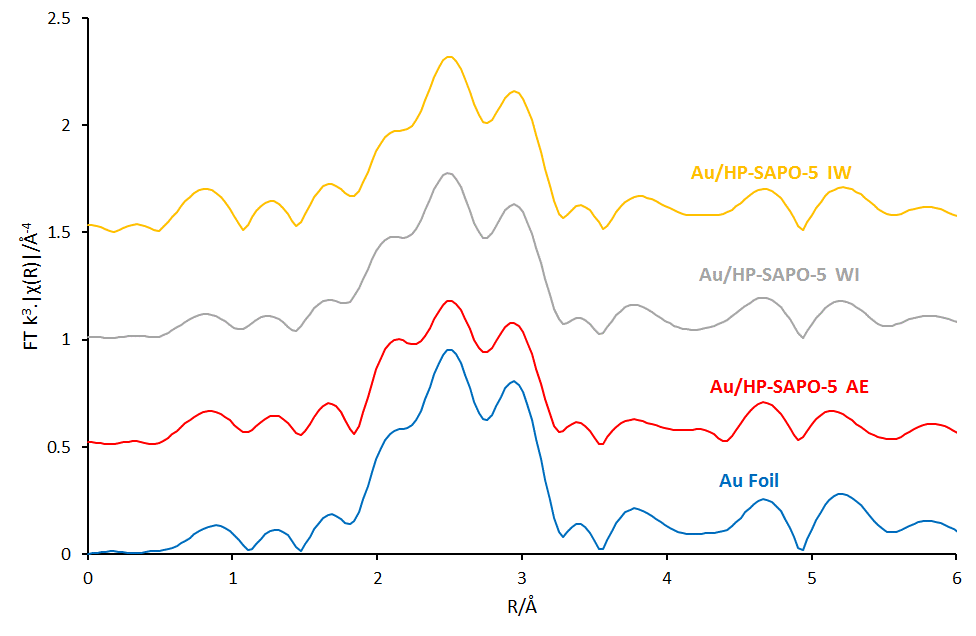 2.5
2
1.5
1
0.5
0
FT k³.|χ(R)|/Å⁻⁴
Au/HP-SAPO-5 IW
Au/HP-SAPO-5 WI
Au/HP-SAPO-5 AE
Au Foil
0 1 2 3 4 5 6
R/Å